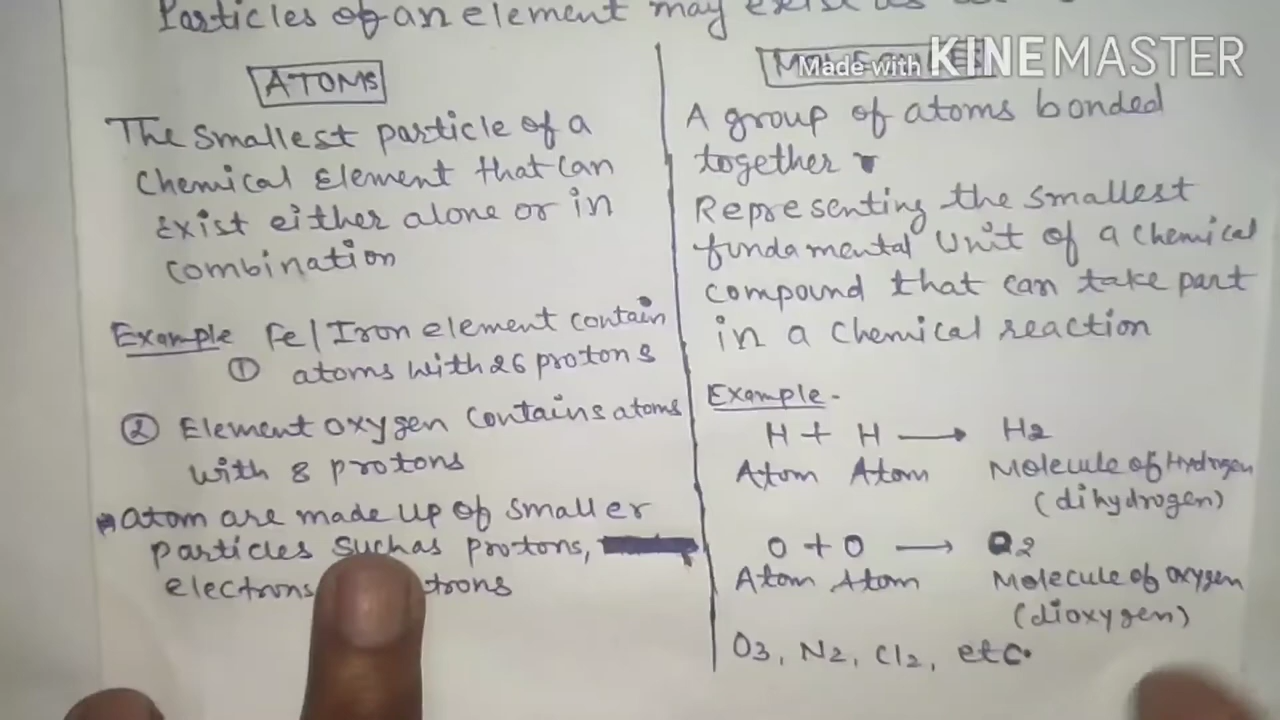 Particles of an element may exist as
ATOMS
The Smallest particle of a
Chemical Element that Can
Exist either alone or in
Combination
Example Fe/Iron element contain
① atoms with 26 protons
② Element oxygen Contains atoms
with 8 protons
atom are made up of smaller
particles such as protons,
electrons
Made with KINEMASTER
A group of atoms bonded
together
Representing the smallest
fundamental Unit of a chemical
compound that can take part
in a chemical reaction
Example -
H + H → H2
Atom Atom Molecule of Hydrogen
(dihydrogen)
O + O → O2
Atom Atom Molecule of oxygen
(dioxygen)
O3, N2, Cl2, etc.